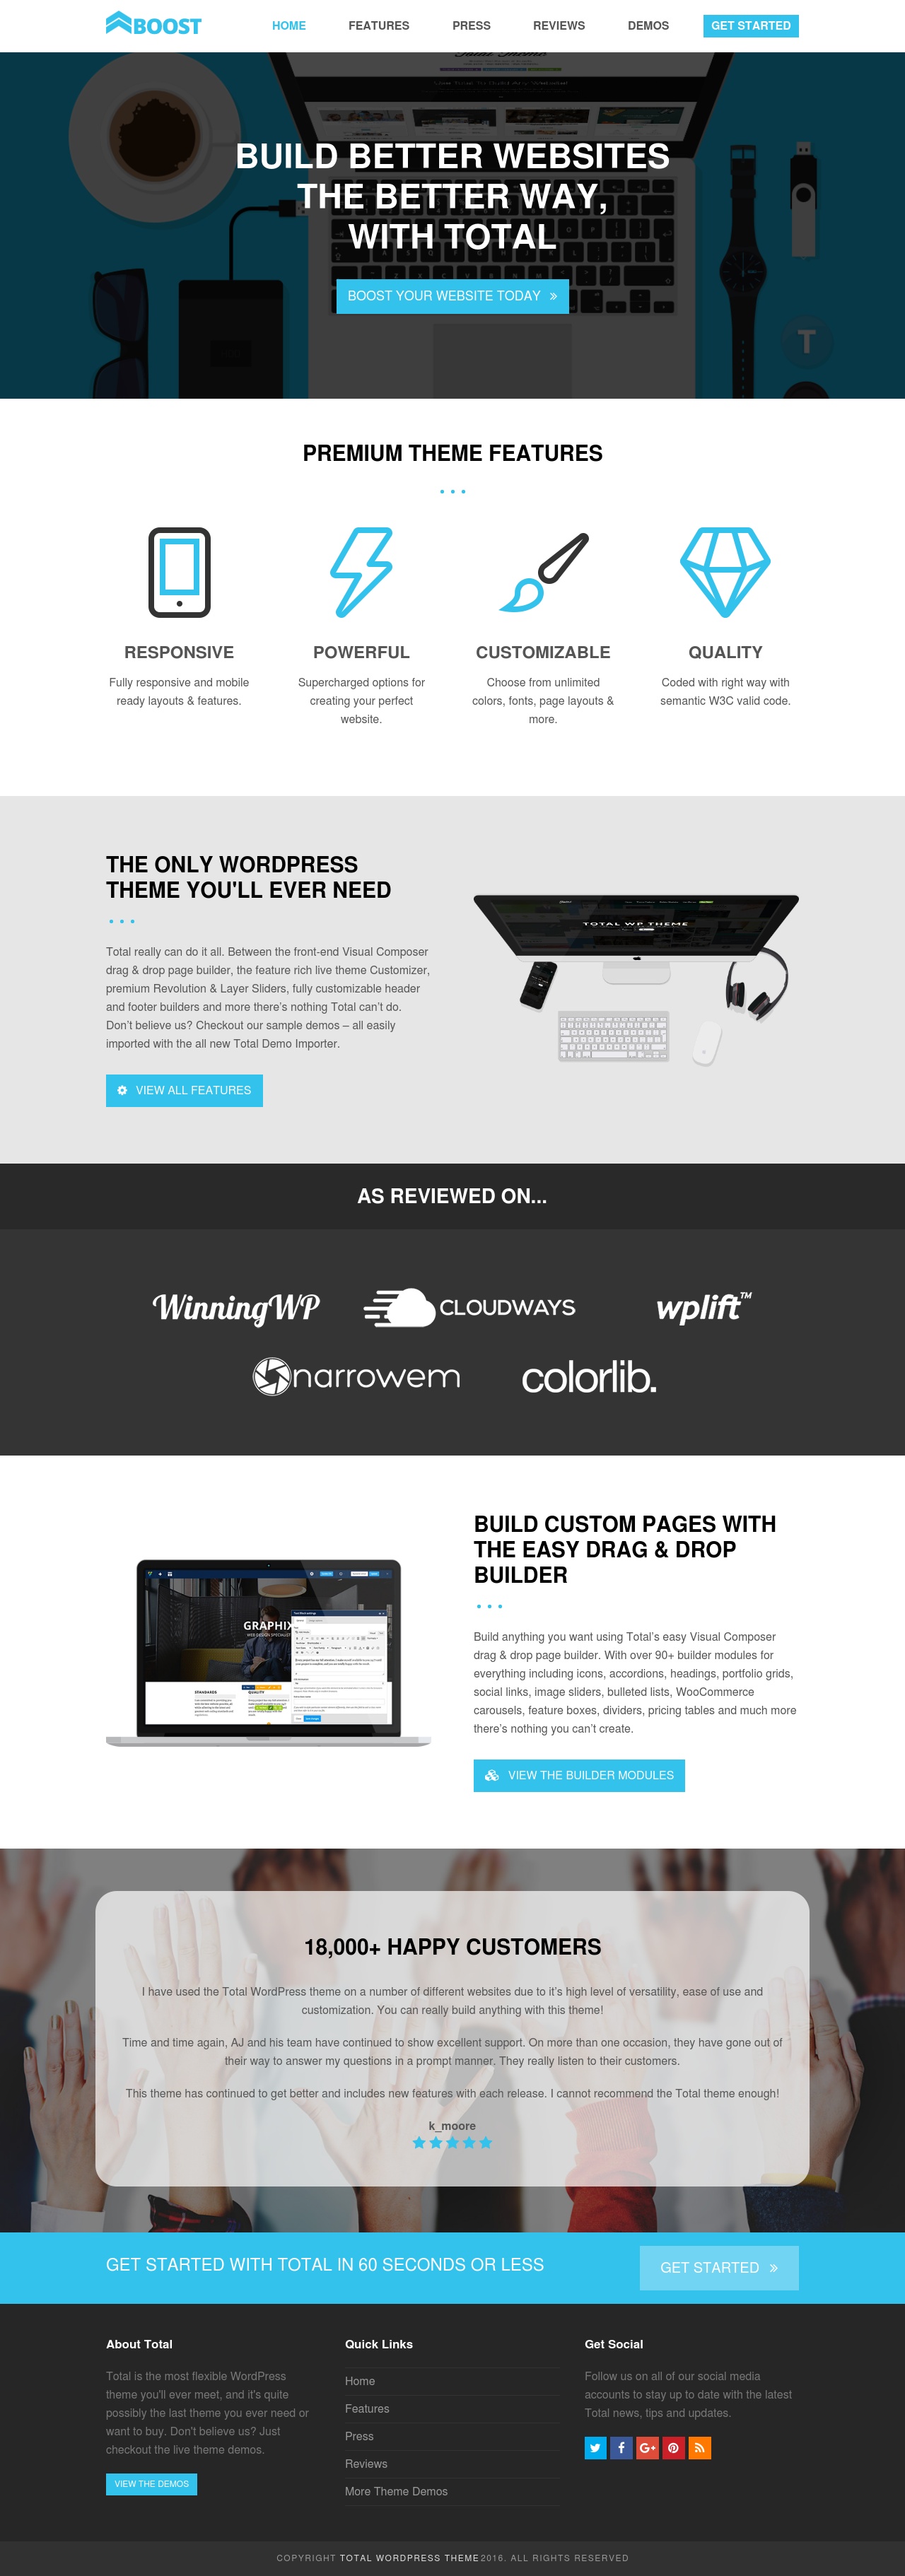 BOOST
HOME FEATURES PRESS REVIEWS DEMOS GET STARTED
BUILD BETTER WEBSITES
THE BETTER WAY,
WITH TOTAL
BOOST YOUR WEBSITE TODAY »
T
PREMIUM THEME FEATURES
RESPONSIVE
Fully responsive and mobile
ready layouts & features.
POWERFUL
Supercharged options for
creating your perfect
website.
CUSTOMIZABLE
Choose from unlimited
colors, fonts, page layouts &
more.
QUALITY
Coded with right way with
semantic W3C valid code.
THE ONLY WORDPRESS
THEME YOU'LL EVER NEED
Total really can do it all. Between the front-end Visual Composer
drag & drop page builder, the feature rich live theme Customizer,
premium Revolution & Layer Sliders, fully customizable header
and footer builders and more there’s nothing Total can’t do.
Don’t believe us? Checkout our sample demos – all easily
imported with the all new Total Demo Importer.
VIEW ALL FEATURES
TOTAL WP THEME
AS REVIEWED ON...
WinningWP
CLOUDWAYS
wplift™
narrowem
colorlib.
GRAPHIX
STANDARDS
QUALITY
BUILD CUSTOM PAGES WITH
THE EASY DRAG & DROP
BUILDER
Build anything you want using Total’s easy Visual Composer
drag & drop page builder. With over 90+ builder modules for
everything including icons, accordions, headings, portfolio grids,
social links, image sliders, bulleted lists, WooCommerce
carousels, feature boxes, dividers, pricing tables and much more
there’s nothing you can’t create.
VIEW THE BUILDER MODULES
18,000+ HAPPY CUSTOMERS
I have used the Total WordPress theme on a number of different websites due to it’s high level of versatility, ease of use and
customization. You can really build anything with this theme!
Time and time again, AJ and his team have continued to show excellent support. On more than one occasion, they have gone out of
their way to answer my questions in a prompt manner. They really listen to their customers.
This theme has continued to get better and includes new features with each release. I cannot recommend the Total theme enough!
k_moore
GET STARTED WITH TOTAL IN 60 SECONDS OR LESS
GET STARTED »
About Total
Total is the most flexible WordPress
theme you'll ever meet, and it's quite
possibly the last theme you ever need or
want to buy. Don't believe us? Just
checkout the live theme demos.
VIEW THE DEMOS
Quick Links
Home
Features
Press
Reviews
More Theme Demos
Get Social
Follow us on all of our social media
accounts to stay up to date with the latest
Total news, tips and updates.
COPYRIGHT TOTAL WORDPRESS THEME 2016. ALL RIGHTS RESERVED